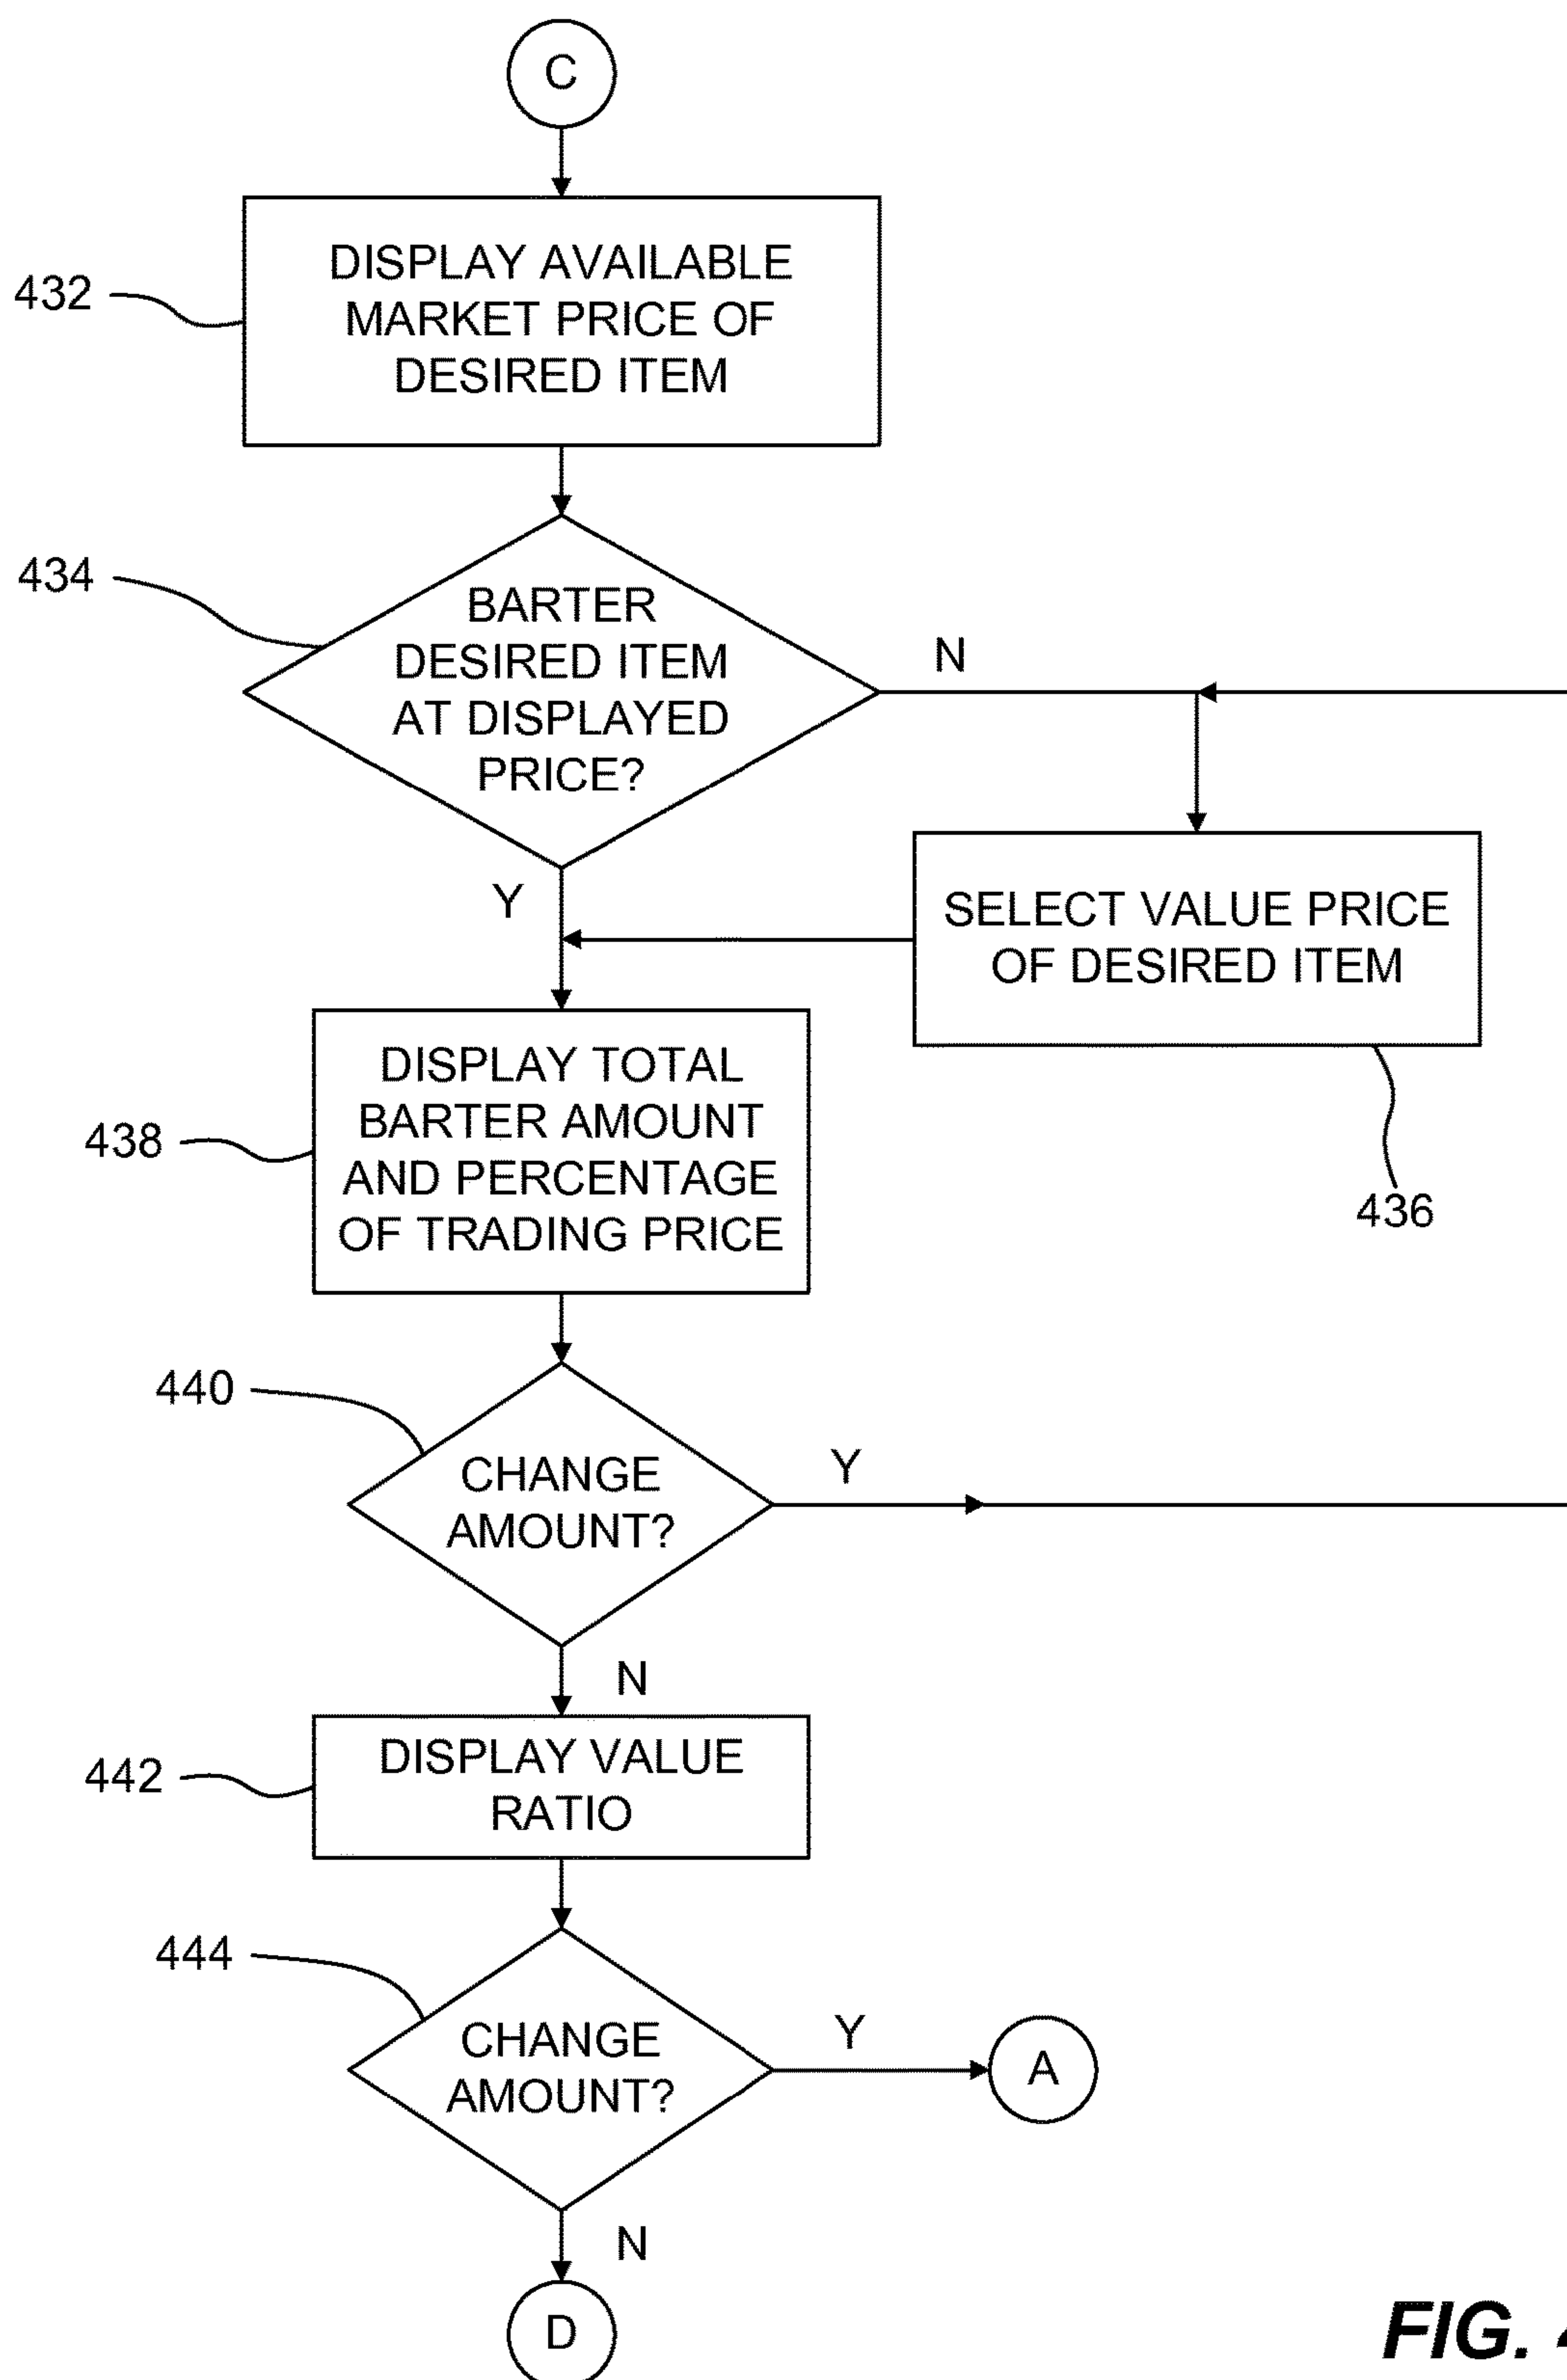 C
432
DISPLAY AVAILABLE
MARKET PRICE OF
DESIRED ITEM
434
BARTER
DESIRED ITEM
AT DISPLAYED
PRICE?
N
Y
SELECT VALUE PRICE
OF DESIRED ITEM
436
438
DISPLAY TOTAL
BARTER AMOUNT
AND PERCENTAGE
OF TRADING PRICE
440
CHANGE
AMOUNT?
Y
N
442
DISPLAY VALUE
RATIO
444
CHANGE
AMOUNT?
Y
A
N
D
FIG.